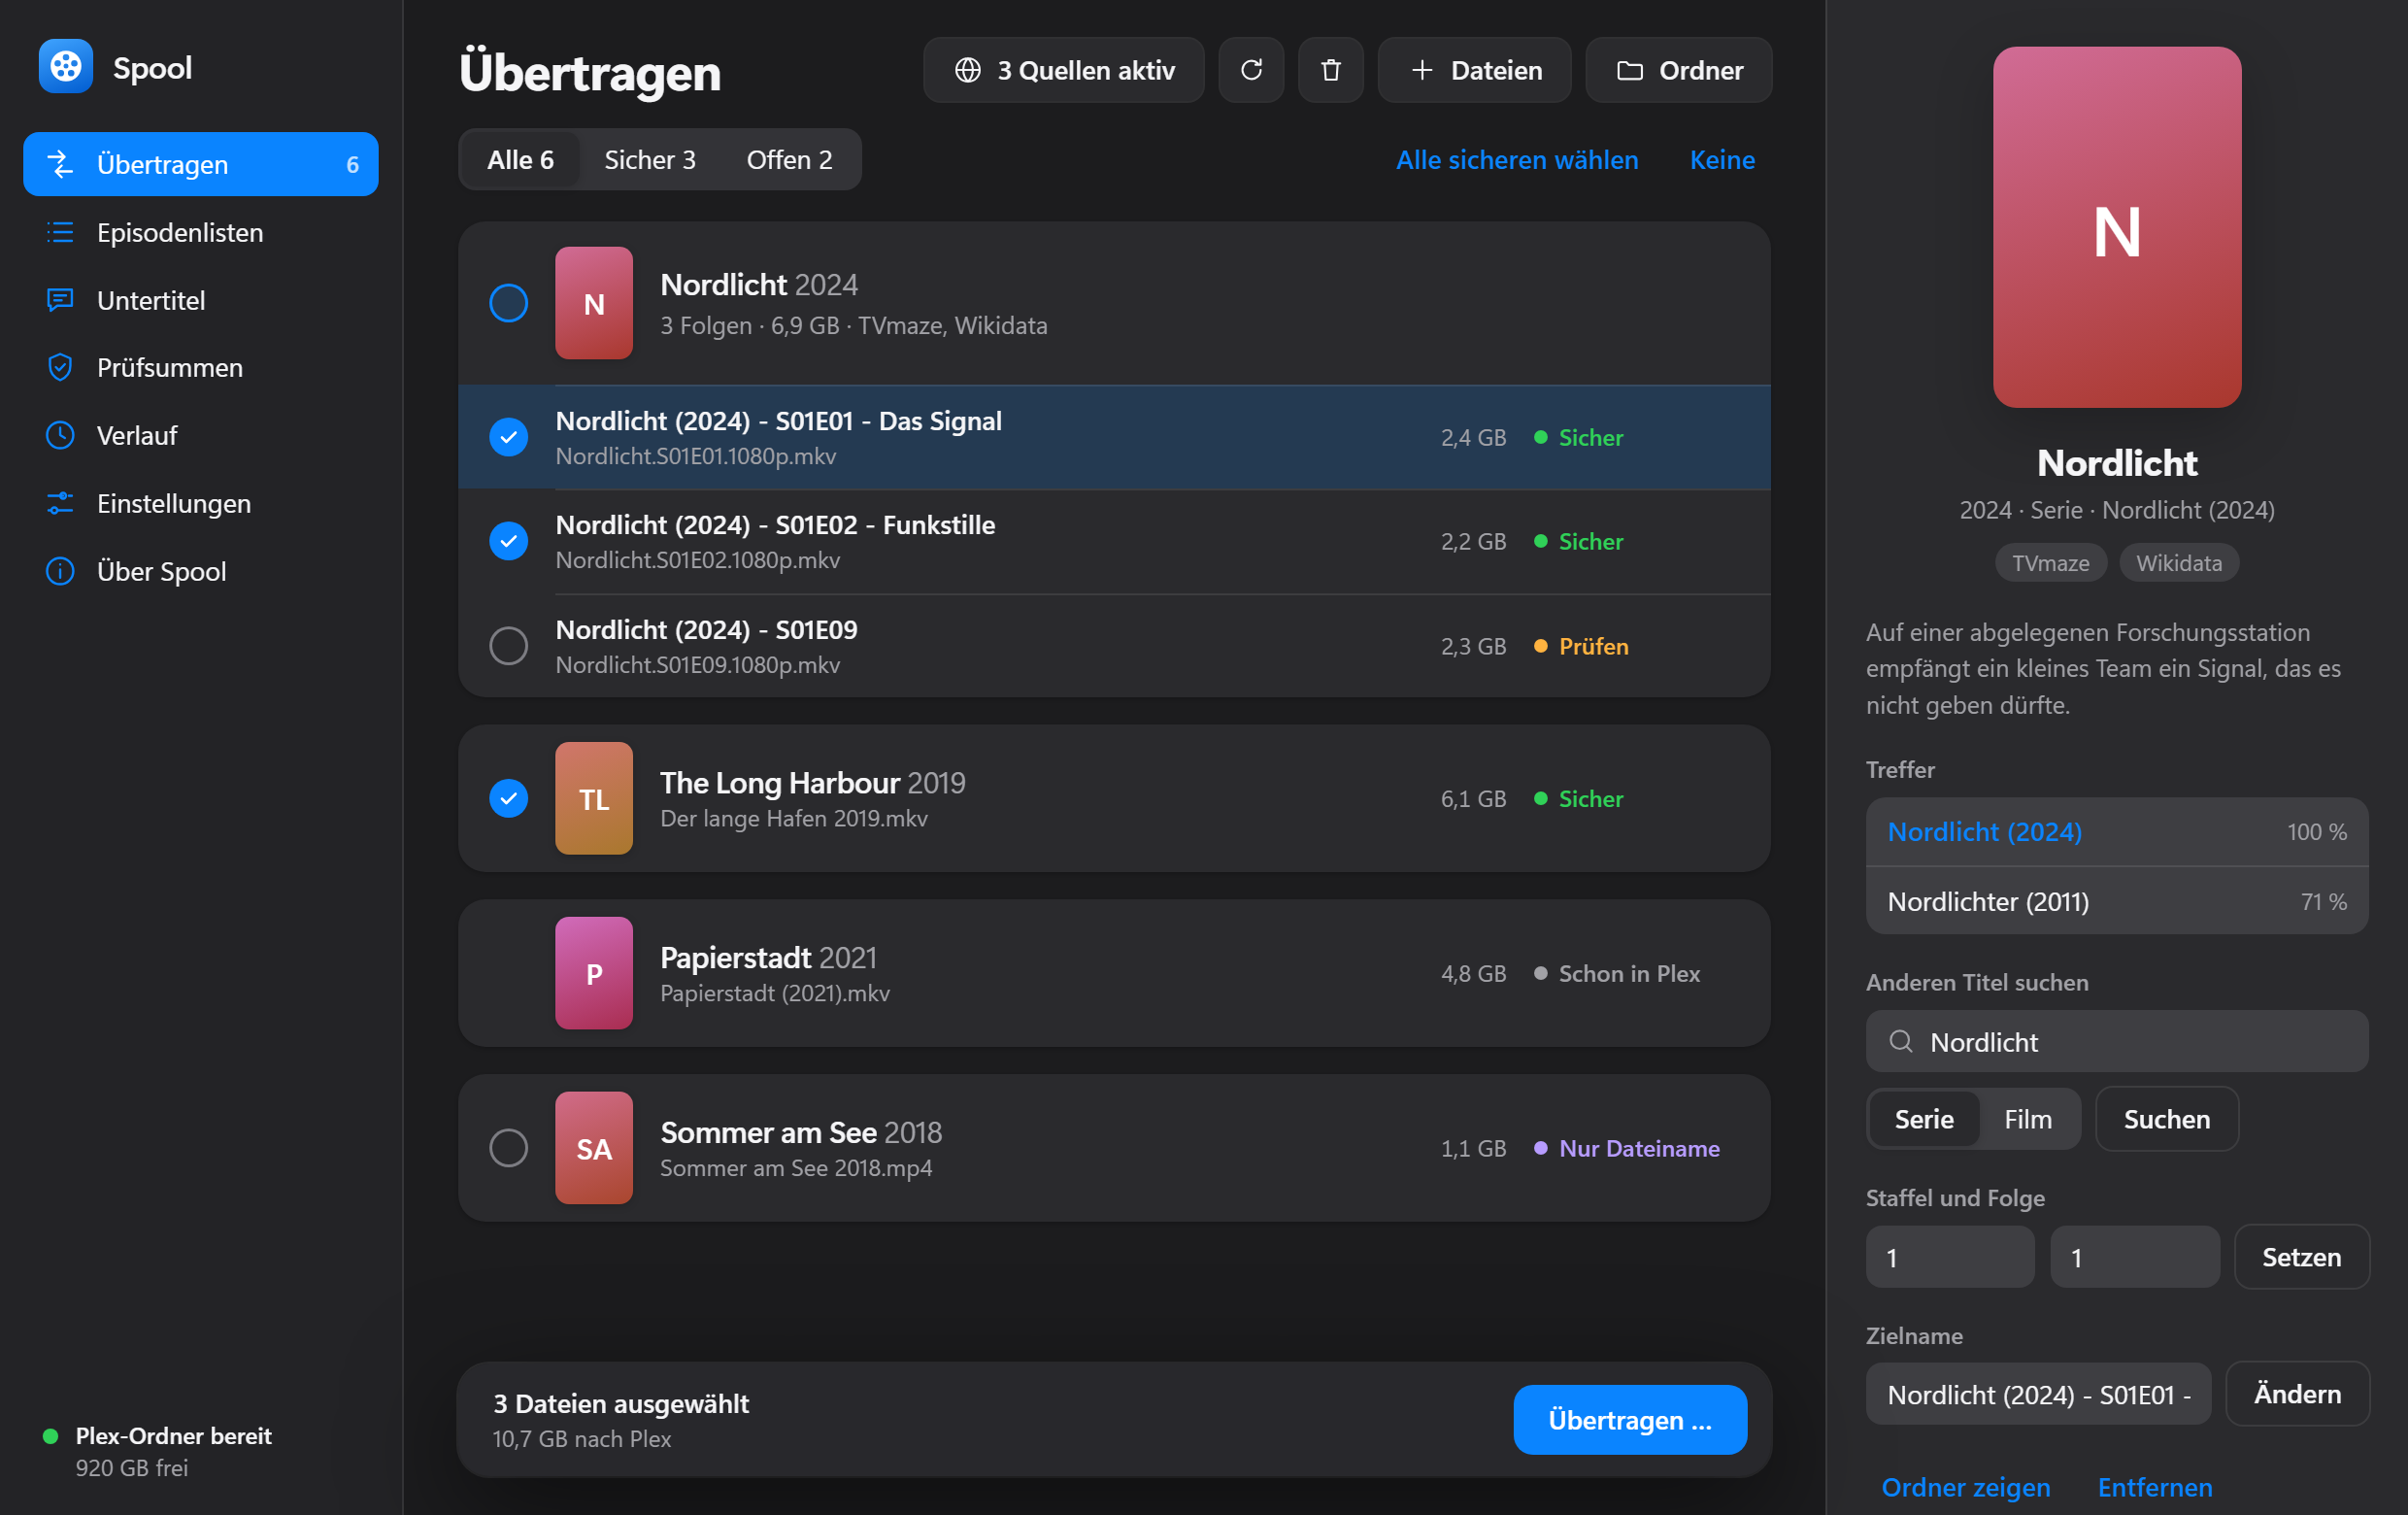 Spool
Übertragen 6
Episodenlisten
Untertitel
Prüfsummen
Verlauf
Einstellungen
Über Spool
Plex-Ordner bereit
920 GB frei
Übertragen
3 Quellen aktiv
Dateien
Ordner
Alle 6
Sicher 3
Offen 2
Alle sicheren wählen
Keine
N
Nordlicht 2024
3 Folgen · 6,9 GB · TVmaze, Wikidata
Nordlicht (2024) - S01E01 - Das Signal
Nordlicht.S01E01.1080p.mkv
2,4 GB
Sicher
Nordlicht (2024) - S01E02 - Funkstille
Nordlicht.S01E02.1080p.mkv
2,2 GB
Sicher
Nordlicht (2024) - S01E09
Nordlicht.S01E09.1080p.mkv
2,3 GB
Prüfen
TL
The Long Harbour 2019
Der lange Hafen 2019.mkv
6,1 GB
Sicher
P
Papierstadt 2021
Papierstadt (2021).mkv
4,8 GB
Schon in Plex
SA
Sommer am See 2018
Sommer am See 2018.mp4
1,1 GB
Nur Dateiname
3 Dateien ausgewählt
10,7 GB nach Plex
Übertragen ...
N
Nordlicht
2024 · Serie · Nordlicht (2024)
TVmaze
Wikidata
Auf einer abgelegenen Forschungsstation
empfängt ein kleines Team ein Signal, das es
nicht geben dürfte.
Treffer
Nordlicht (2024) 100 %
Nordlichter (2011) 71 %
Anderen Titel suchen
Nordlicht
Serie
Film
Suchen
Staffel und Folge
1
1
Setzen
Zielname
Nordlicht (2024) - S01E01 -
Ändern
Ordner zeigen
Entfernen